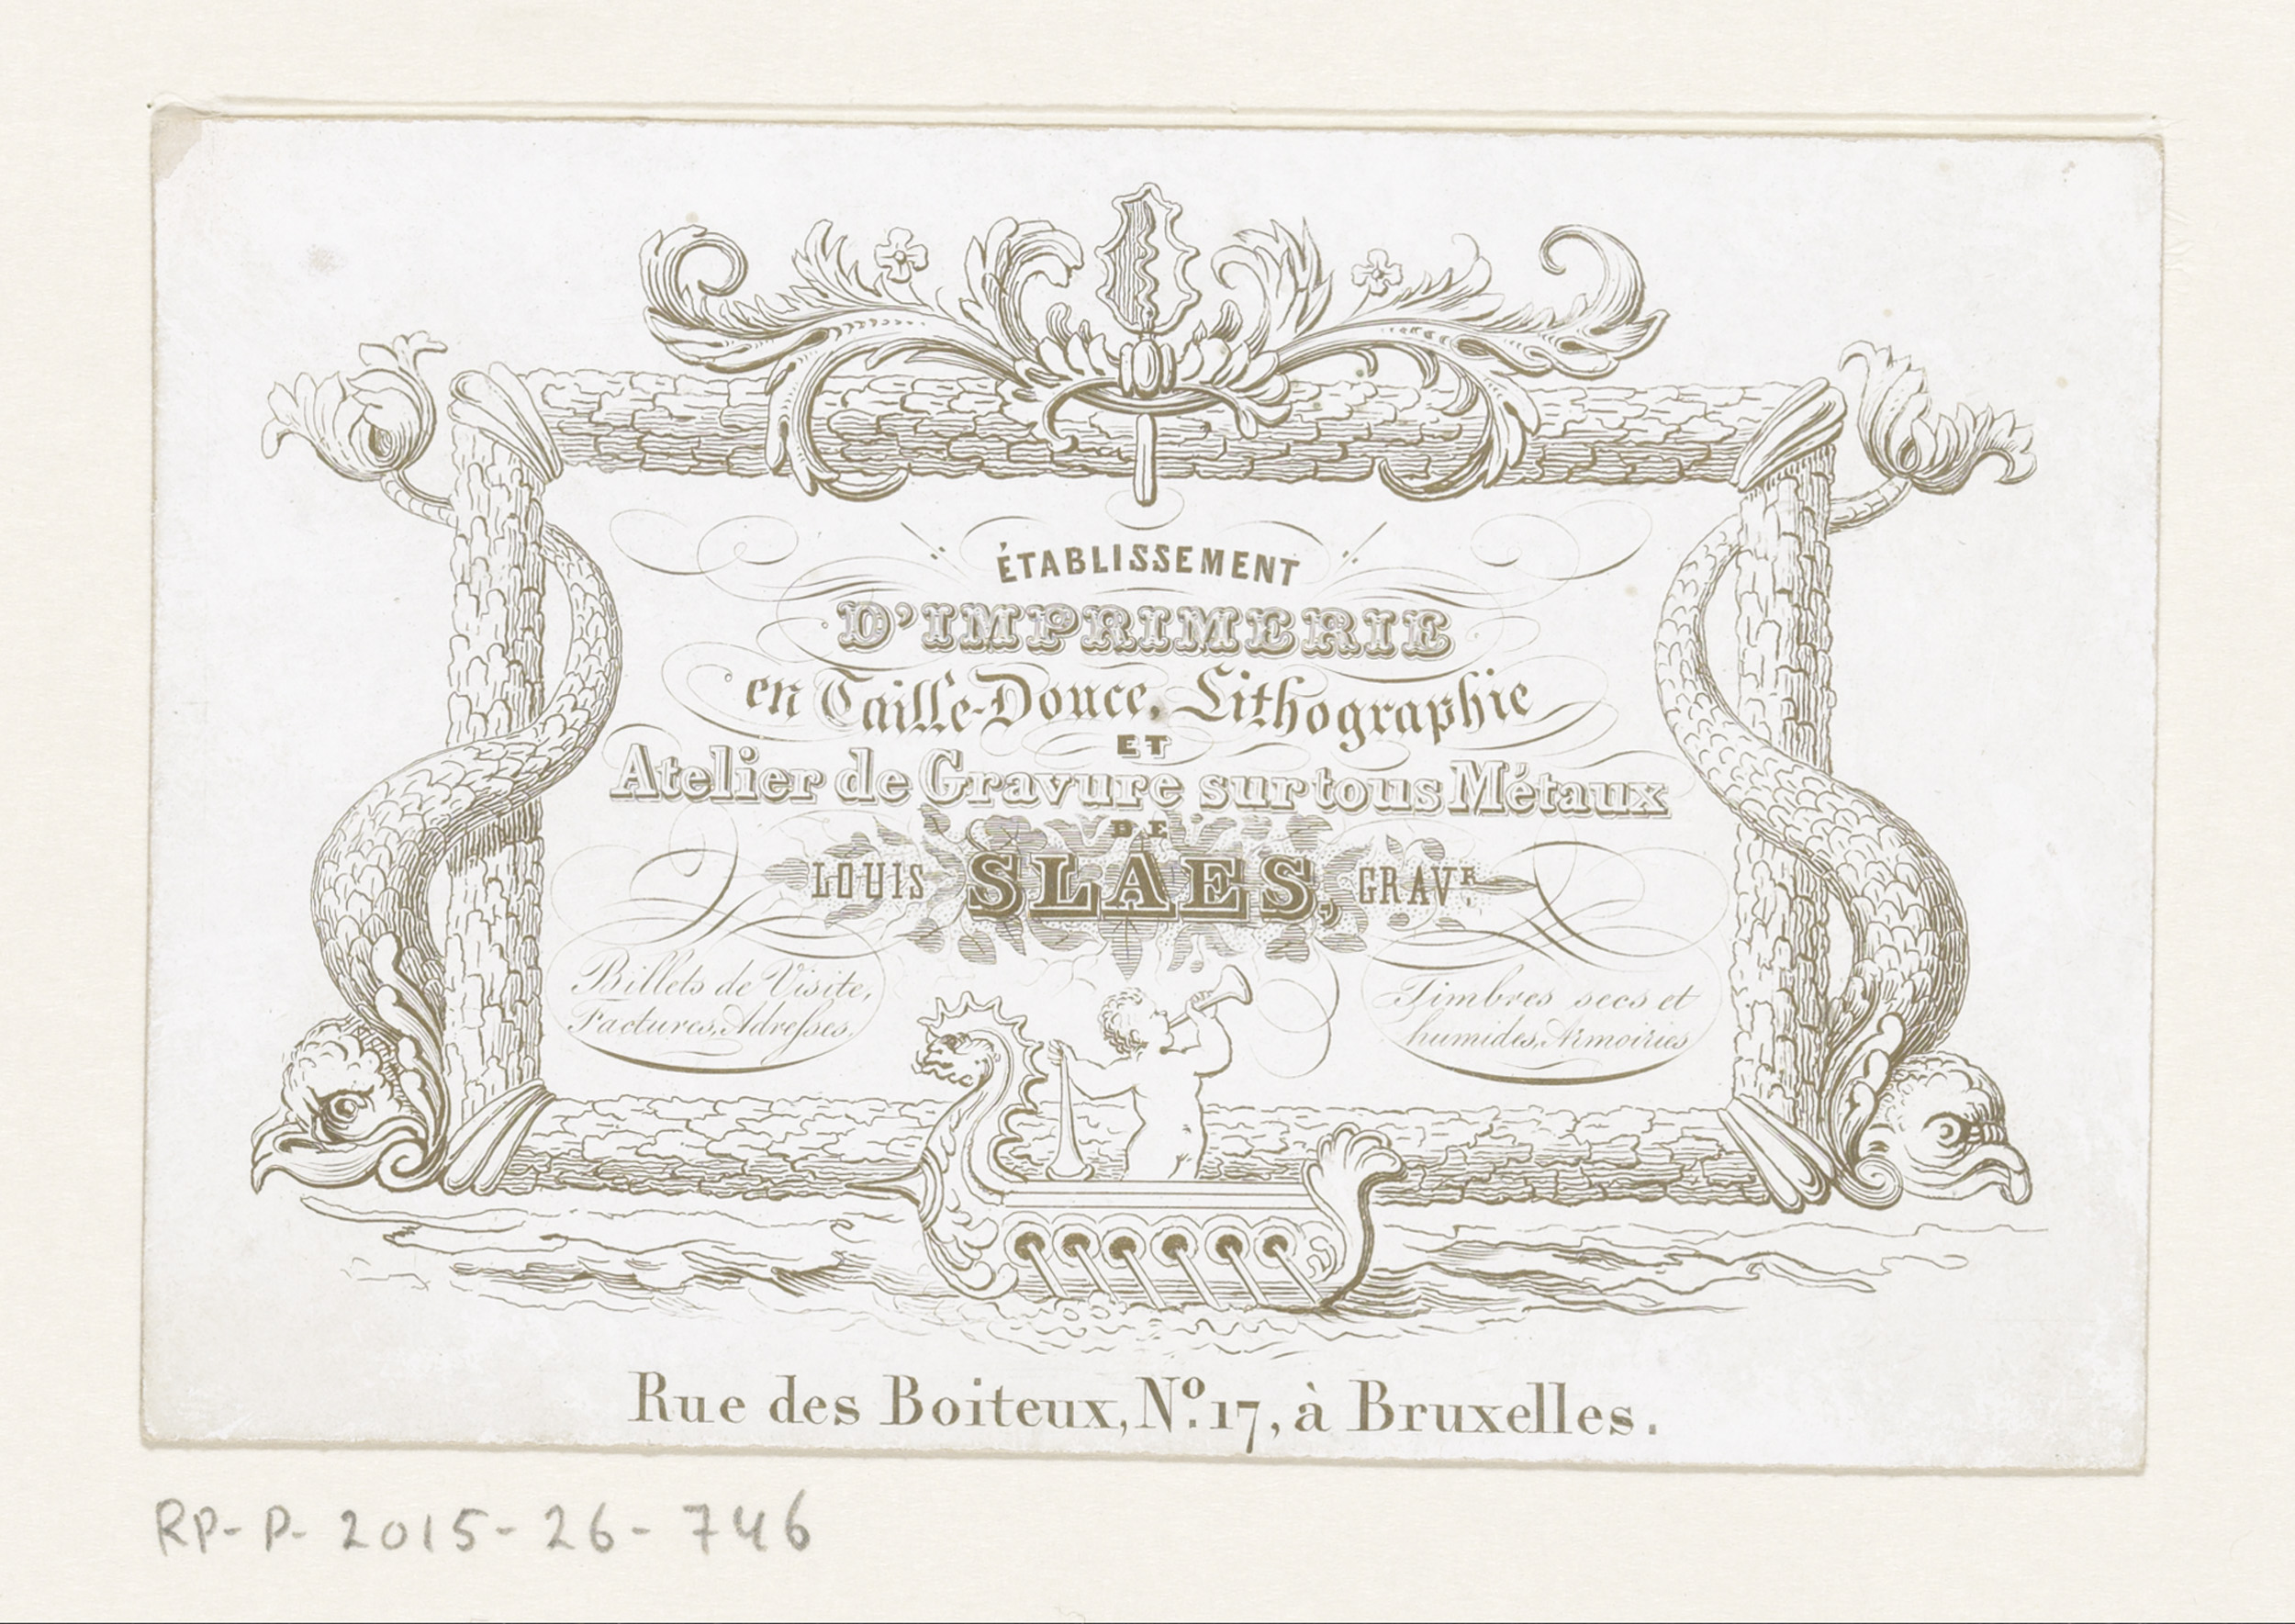 ÉTABLISSEMENT
D'IMPRIMERIE
en Taille-Douce, Lithographie
ET
Atelier de Gravure sur tous Métaux
DE
LOUIS SLAES, GRAVR.
Billets de Visite,
Factures, Adresses.
Timbres secs et
humides, Armoiries
Rue des Boiteux, No. 17, à Bruxelles.
RP-P-2015-26-746